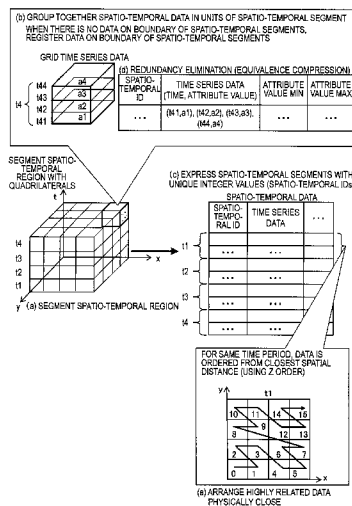 (b) GROUP TOGETHER SPATIO-TEMPORAL DATA IN UNITS OF SPATIO-TEMPORAL SEGMENT
WHEN THERE IS NO DATA ON BOUNDARY OF SPATIO-TEMPORAL SEGMENTS,
REGISTER DATA ON BOUNDARY OF SPATIO-TEMPORAL SEGMENTS
GRID TIME SERIES DATA
t4
t44
t43
t42
t41
a4
a3
a2
a1
(d) REDUNDANCY ELIMINATION (EQUIVALENCE COMPRESSION)
SPATIO-
TEMPORAL
ID
TIME SERIES DATA
(TIME, ATTRIBUTE VALUE)
ATTRIBUTE
VALUE MIN
ATTRIBUTE
VALUE MAX
...
(t41,a1), (t42,a2), (t43,a3),
(t44,a4)
...
...
SEGMENT SPATIO-
TEMPORAL
REGION WITH
QUADRILATERALS
t
t4
t3
t2
t1
x
y
(a) SEGMENT SPATIO-TEMPORAL REGION
(c) EXPRESS SPATIO-TEMPORAL SEGMENTS WITH
UNIQUE INTEGER VALUES (SPATIO-TEMPORAL IDs)
SPATIO-TEMPORAL DATA
SPATIO-
TEMPO-
RAL ID
TIME SERIES
DATA
...
t1
... ...
t2
... ...
t3
... ...
t4
... ...
FOR SAME TIME PERIOD, DATA IS
ORDERED FROM CLOSEST SPATIAL
DISTANCE (USING Z ORDER)
y
t1
10 11 14 15
8 9 12 13
2 3 6 7
0 1 4 5
x
(e) ARRANGE HIGHLY RELATED DATA
PHYSICALLY CLOSE